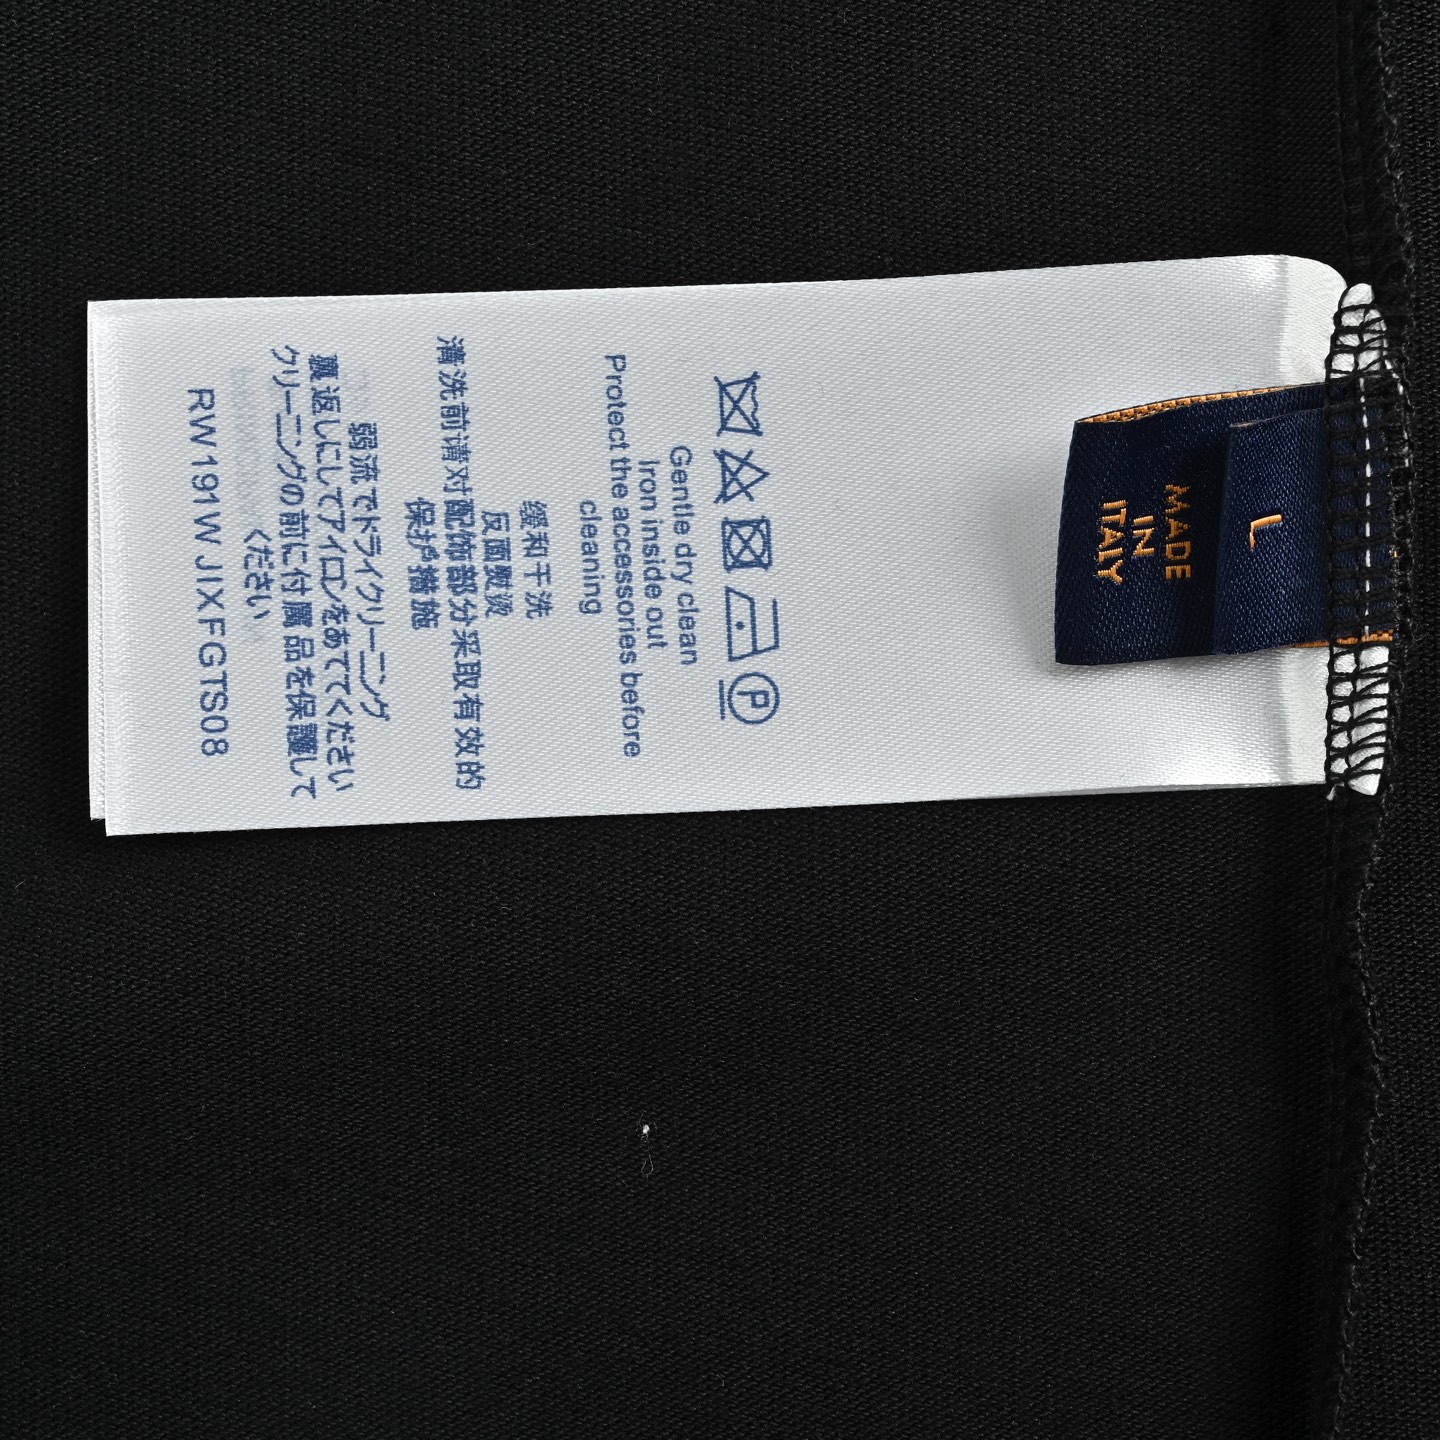 L
MADE
IN
ITALY
P
Gentle dry clean
Iron inside out
Protect the accessories before
cleaning
缓和干洗
反面熨烫
清洗前请对配饰部分采取有效的
保护措施
弱流でドライクリーニング
裏返しにしてアイロンをあててください
クリーニングの前に付属品を保護して
ください
RW191W JIX FGTS08